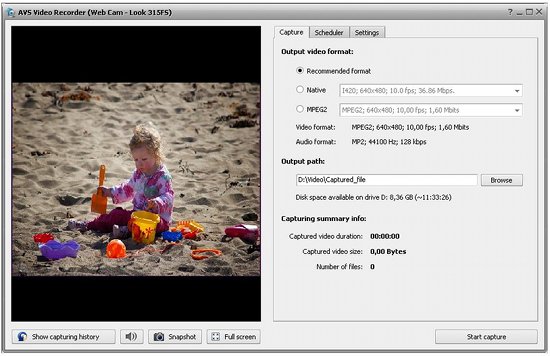 AVS Video Recorder (Web Cam - Look 315FS)
Capture Scheduler Settings
Output video format:
Recommended format
Native I420; 640x480; 10.0 fps; 36.86 Mbps.
MPEG2 MPEG2; 640x480; 10,00 fps; 1,60 Mbits
Video format: MPEG2; 640x480; 10,00 fps; 1,60 Mbits
Audio format: MP2; 44100 Hz; 128 kbps
Output path:
D:\Video\Captured_file Browse
Disk space available on drive D: 8,36 GB (~11:33:26)
Capturing summary info:
Captured video duration: 00:00:00
Captured video size: 0,00 Bytes
Number of files: 0
Show capturing history Snapshot Full screen Start capture